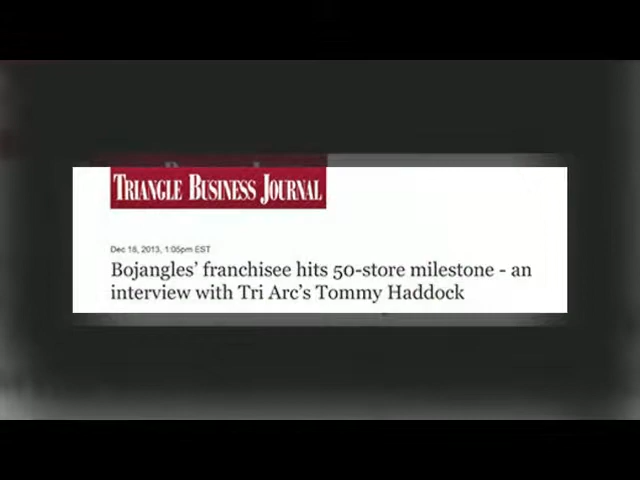 TRIANGLE BUSINESS JOURNAL
Dec 18, 2013, 1:05pm EST
Bojangles' franchisee hits 50-store milestone - an
interview with Tri Arc's Tommy Haddock